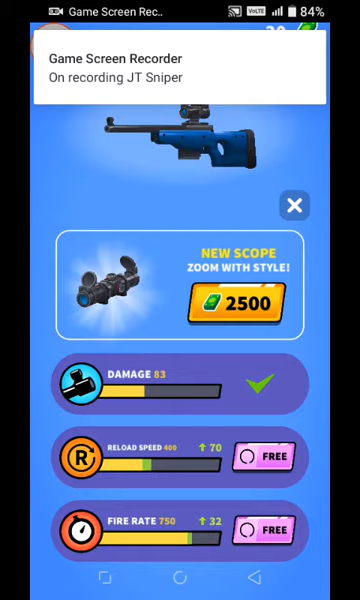 Game Screen Rec..
VoLTE
84%
Game Screen Recorder
On recording JT Sniper
NEW SCOPE
ZOOM WITH STYLE!
2500
DAMAGE 83
R
RELOAD SPEED 400
70
FREE
FIRE RATE 750
32
FREE